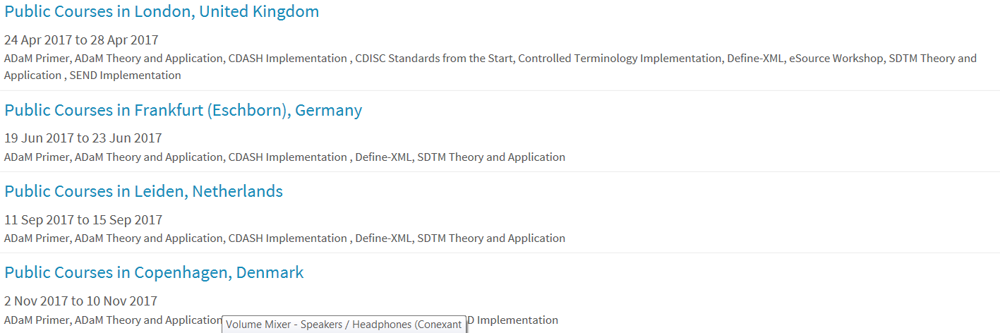 Public Courses in London, United Kingdom
24 Apr 2017 to 28 Apr 2017
ADaM Primer, ADaM Theory and Application, CDASH Implementation , CDISC Standards from the Start, Controlled Terminology Implementation, Define-XML, eSource Workshop, SDTM Theory and
Application , SEND Implementation
Public Courses in Frankfurt (Eschborn), Germany
19 Jun 2017 to 23 Jun 2017
ADaM Primer, ADaM Theory and Application, CDASH Implementation , Define-XML, SDTM Theory and Application
Public Courses in Leiden, Netherlands
11 Sep 2017 to 15 Sep 2017
ADaM Primer, ADaM Theory and Application, CDASH Implementation , Define-XML, SDTM Theory and Application
Public Courses in Copenhagen, Denmark
2 Nov 2017 to 10 Nov 2017
ADaM Primer, ADaM Theory and Application D Implementation
Volume Mixer - Speakers / Headphones (Conexant